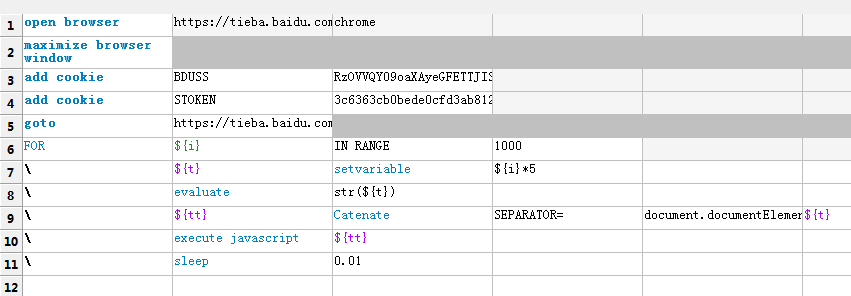 1 open browser https://tieba.baidu.com chrome
2 maximize browser window
3 add cookie BDUSS RzOVVQY09oaXAyeGFETTJIS
4 add cookie STOKEN 3c6363cb0bede0cfd3ab812
5 goto https://tieba.baidu.com
6 FOR ${i} IN RANGE 1000
7 \ ${t} setvariable ${i}*5
8 \ evaluate str(${t})
9 \ ${tt} Catenate SEPARATOR= document.documentElemer ${t}
10 \ execute javascript ${tt}
11 \ sleep 0.01
12